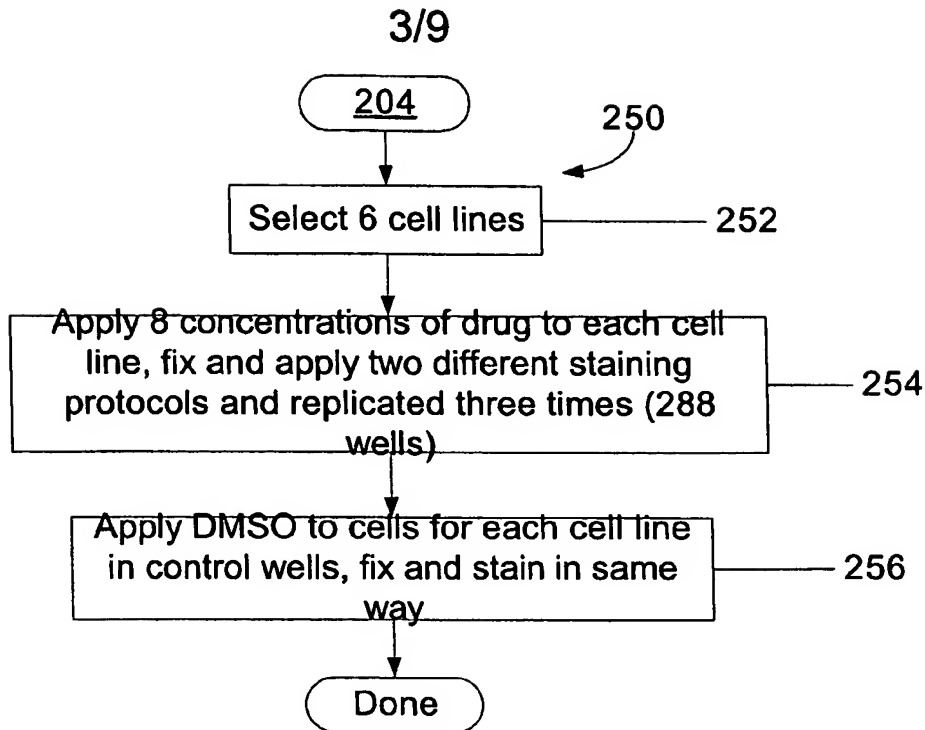 3/9
204
250
Select 6 cell lines
252
Apply 8 concentrations of drug to each cell
line, fix and apply two different staining
protocols and replicated three times (288
wells)
254
Apply DMSO to cells for each cell line
in control wells, fix and stain in same
way
256
Done